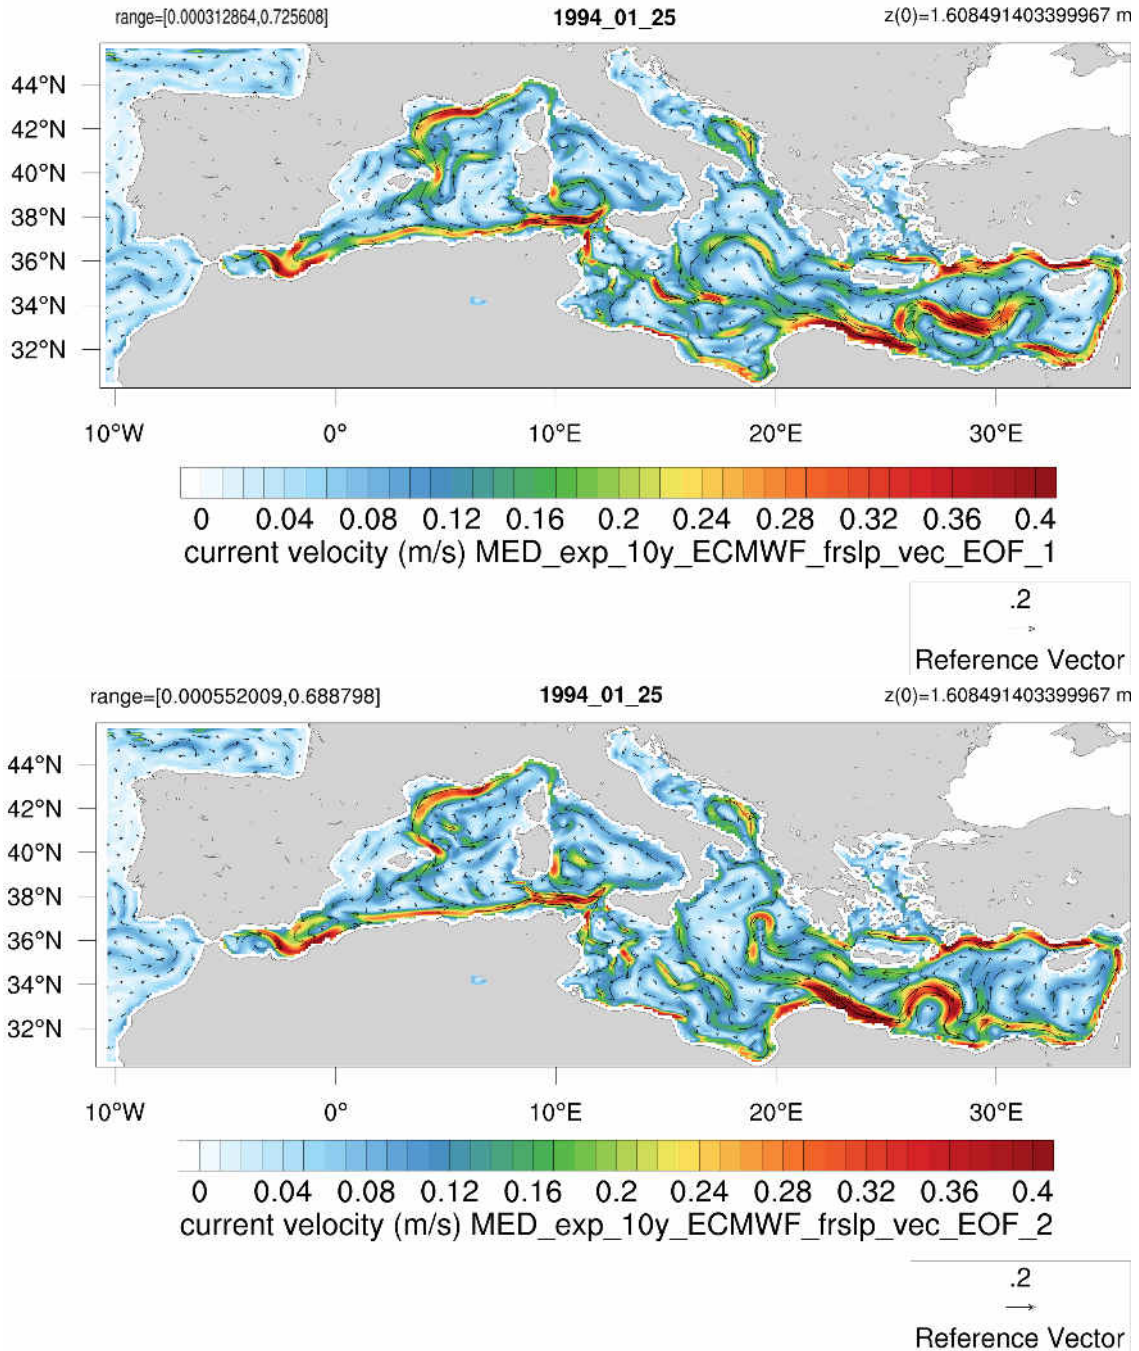 range=[0.000312864,0.725608] 1994_01_25 z(0)=1.608491403399967 m
44°N
42°N
40°N
38°N
36°N
34°N
32°N
10°W 0° 10°E 20°E 30°E
0 0.04 0.08 0.12 0.16 0.2 0.24 0.28 0.32 0.36 0.4
current velocity (m/s) MED_exp_10y_ECMWF_frslp_vec_EOF_1
.2
Reference Vector
range=[0.000552009,0.688798] 1994_01_25 z(0)=1.608491403399967 m
44°N
42°N
40°N
38°N
36°N
34°N
32°N
10°W 0° 10°E 20°E 30°E
0 0.04 0.08 0.12 0.16 0.2 0.24 0.28 0.32 0.36 0.4
current velocity (m/s) MED_exp_10y_ECMWF_frslp_vec_EOF_2
.2
Reference Vector